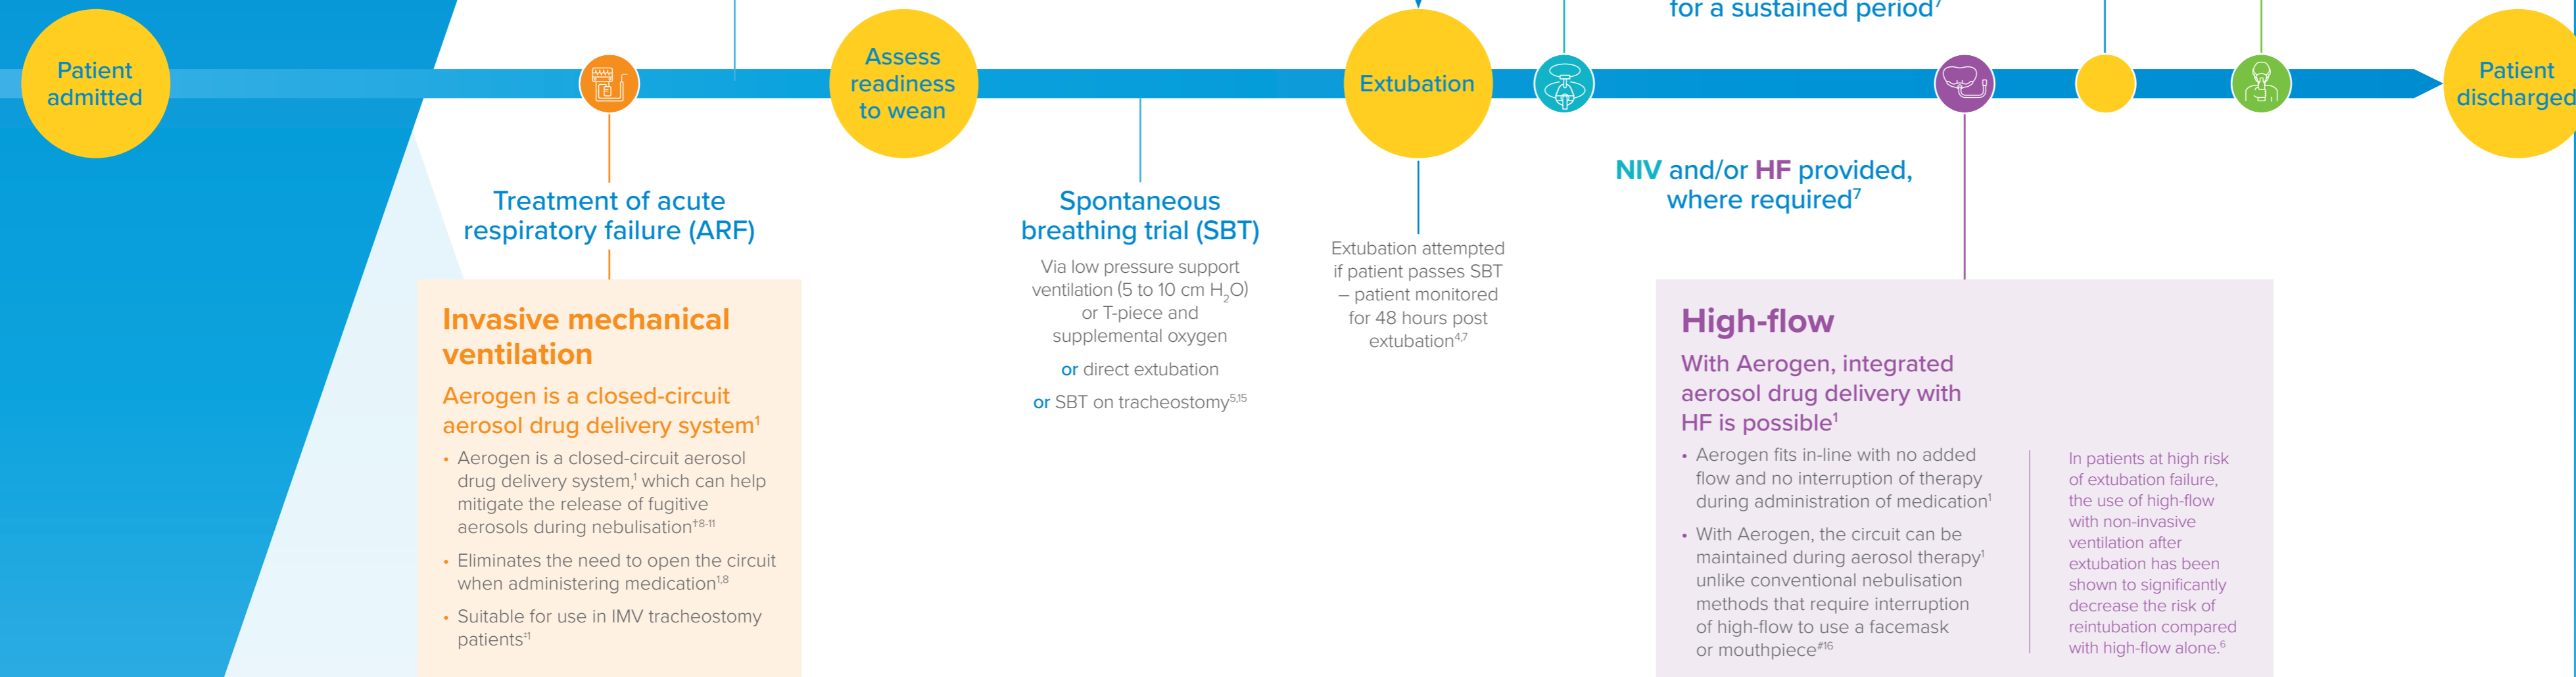 for a sustained period⁷
Patient
admitted
Assess
readiness
to wean
Extubation
Patient
discharged
Treatment of acute
respiratory failure (ARF)
Invasive mechanical
ventilation
Aerogen is a closed-circuit
aerosol drug delivery system¹
• Aerogen is a closed-circuit aerosol
drug delivery system,¹ which can help
mitigate the release of fugitive
aerosols during nebulisation†⁸⁻¹¹
• Eliminates the need to open the circuit
when administering medication¹,⁸
• Suitable for use in IMV tracheostomy
patients‡¹
Spontaneous
breathing trial (SBT)
Via low pressure support
ventilation (5 to 10 cm H₂O)
or T-piece and
supplemental oxygen
or direct extubation
or SBT on tracheostomy⁵,¹⁵
Extubation attempted
if patient passes SBT
– patient monitored
for 48 hours post
extubation⁴,⁷
NIV and/or HF provided,
where required⁷
High-flow
With Aerogen, integrated
aerosol drug delivery with
HF is possible¹
• Aerogen fits in-line with no added
flow and no interruption of therapy
during administration of medication¹
• With Aerogen, the circuit can be
maintained during aerosol therapy¹
unlike conventional nebulisation
methods that require interruption
of high-flow to use a facemask
or mouthpiece#¹⁶
In patients at high risk
of extubation failure,
the use of high-flow
with non-invasive
ventilation after
extubation has been
shown to significantly
decrease the risk of
reintubation compared
with high-flow alone.⁶